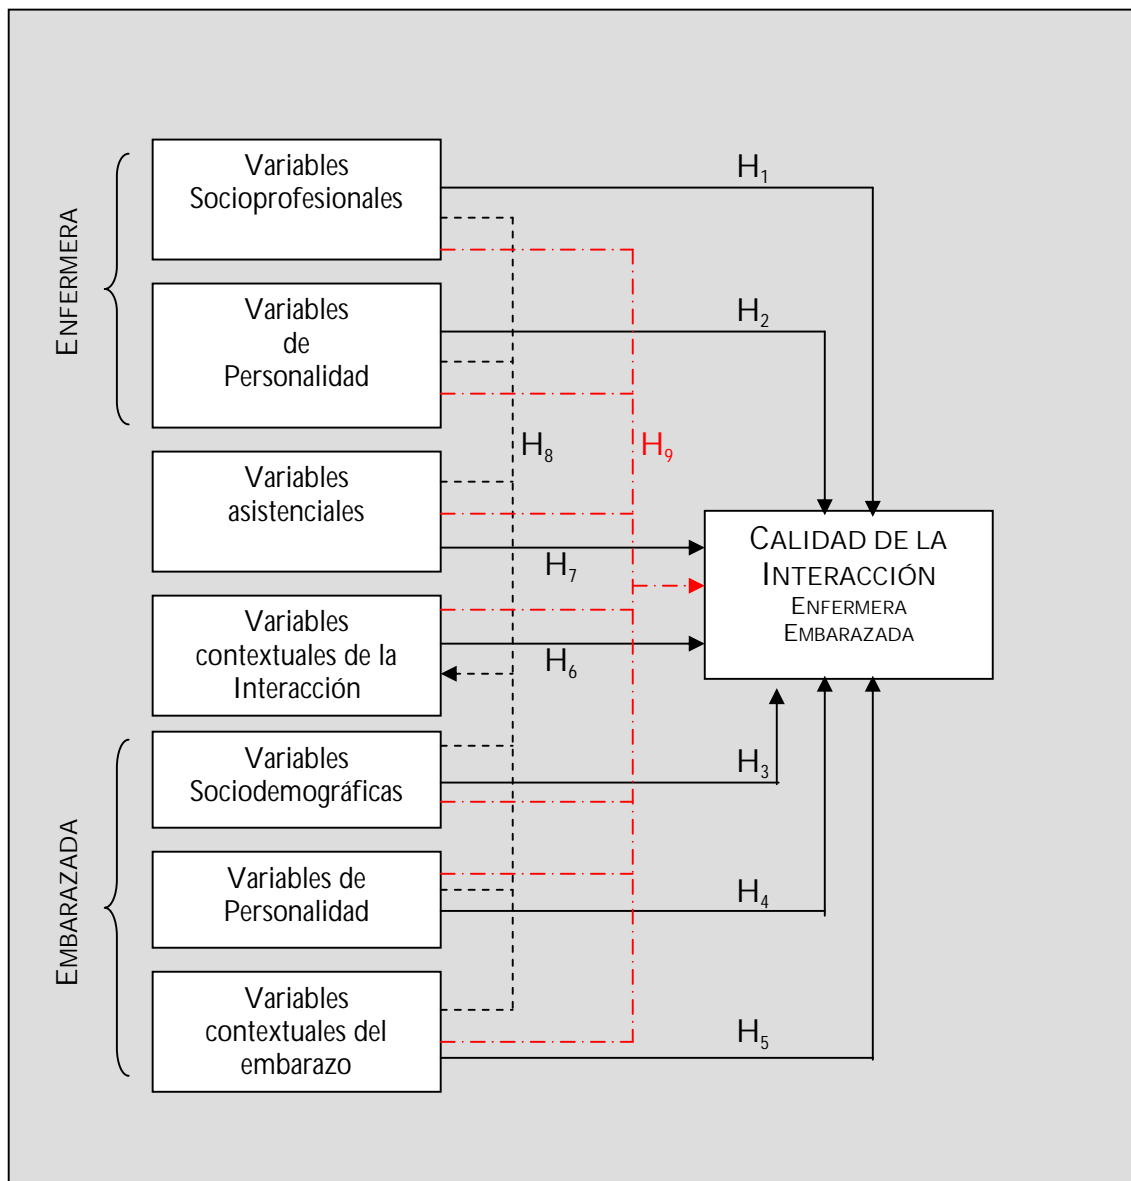 ENFERMERA
Variables
Socioprofesionales
H1
Variables
de
Personalidad
H2
H8
H9
Variables
asistenciales
H7
CALIDAD DE LA
INTERACCIÓN
ENFERMERA
EMBARAZADA
Variables
contextuales de la
Interacción
H6
EMBARAZADA
Variables
Sociodemográficas
H3
Variables de
Personalidad
H4
Variables
contextuales del
embarazo
H5